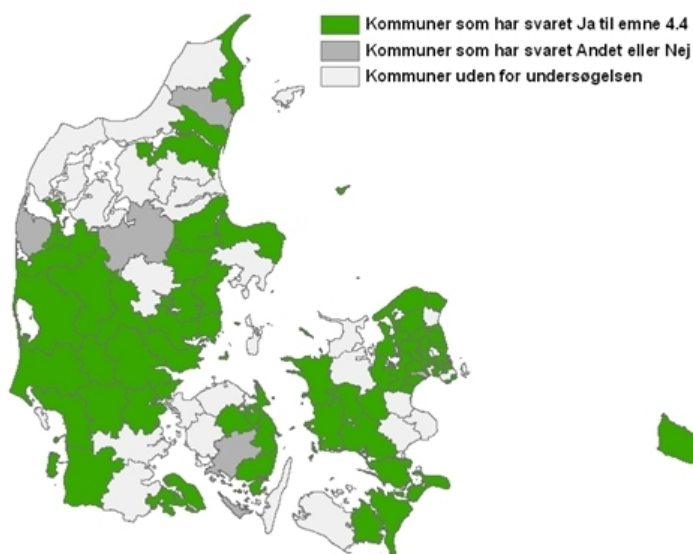 Kommuner som har svaret Ja til emne 4.4
Kommuner som har svaret Andet eller Nej
Kommuner uden for undersøgelsen